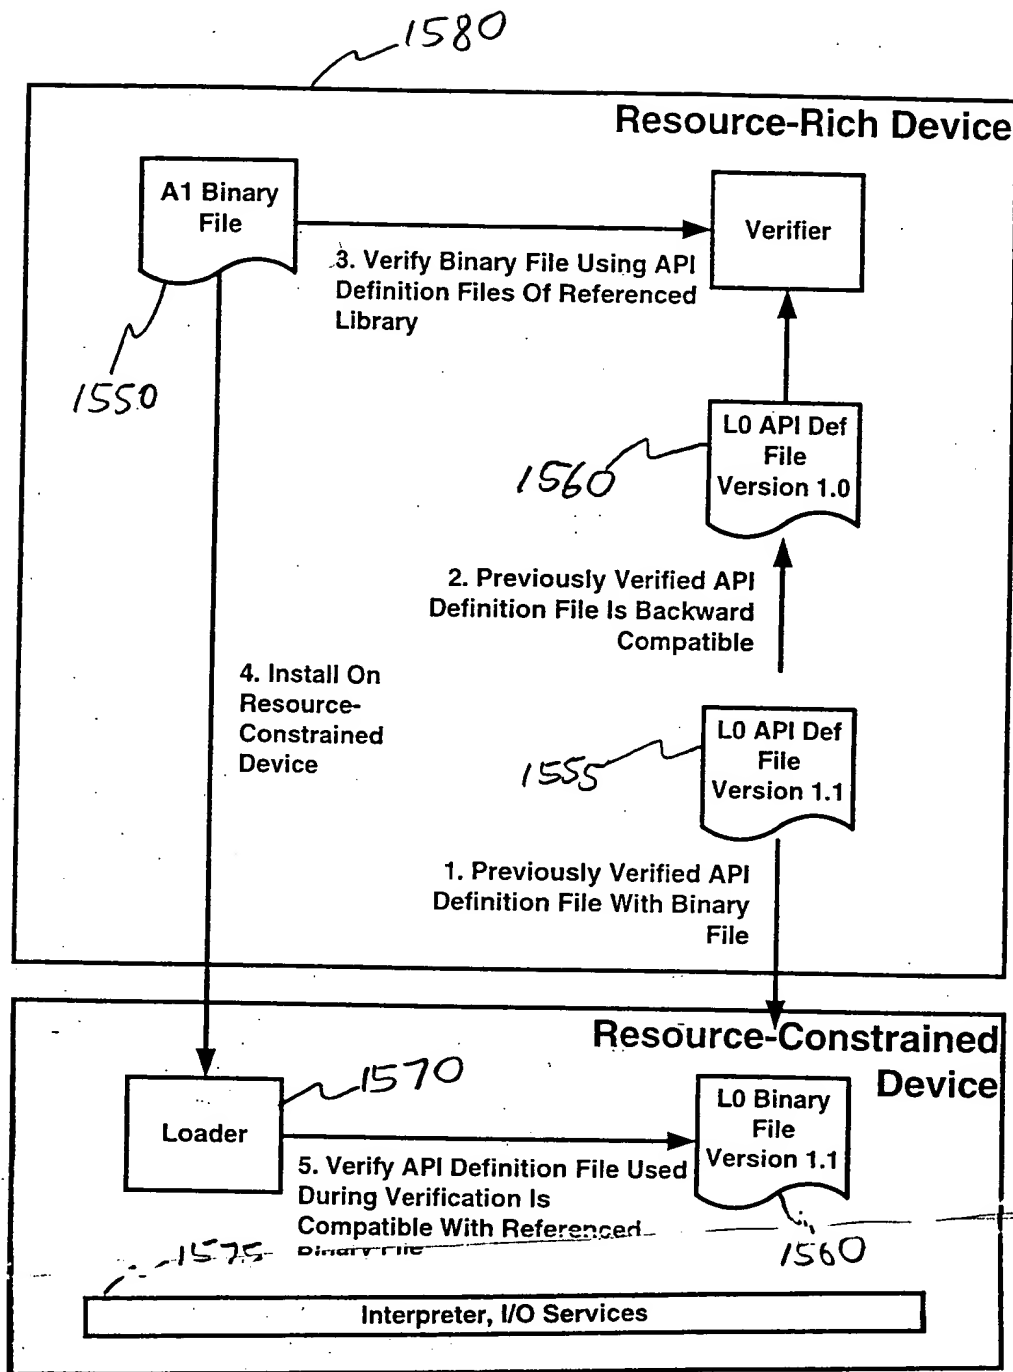 1580
Resource-Rich Device
A1 Binary
File
Verifier
3. Verify Binary File Using API
Definition Files Of Referenced
Library
1550
L0 API Def
File
Version 1.0
1560
2. Previously Verified API
Definition File Is Backward
Compatible
4. Install On
Resource-
Constrained
Device
L0 API Def
File
Version 1.1
1555
1. Previously Verified API
Definition File With Binary
File
Resource-Constrained
Device
1570
Loader
L0 Binary
File
Version 1.1
5. Verify API Definition File Used
During Verification Is
Compatible With Referenced
Binary File
1575
1560
Interpreter, I/O Services